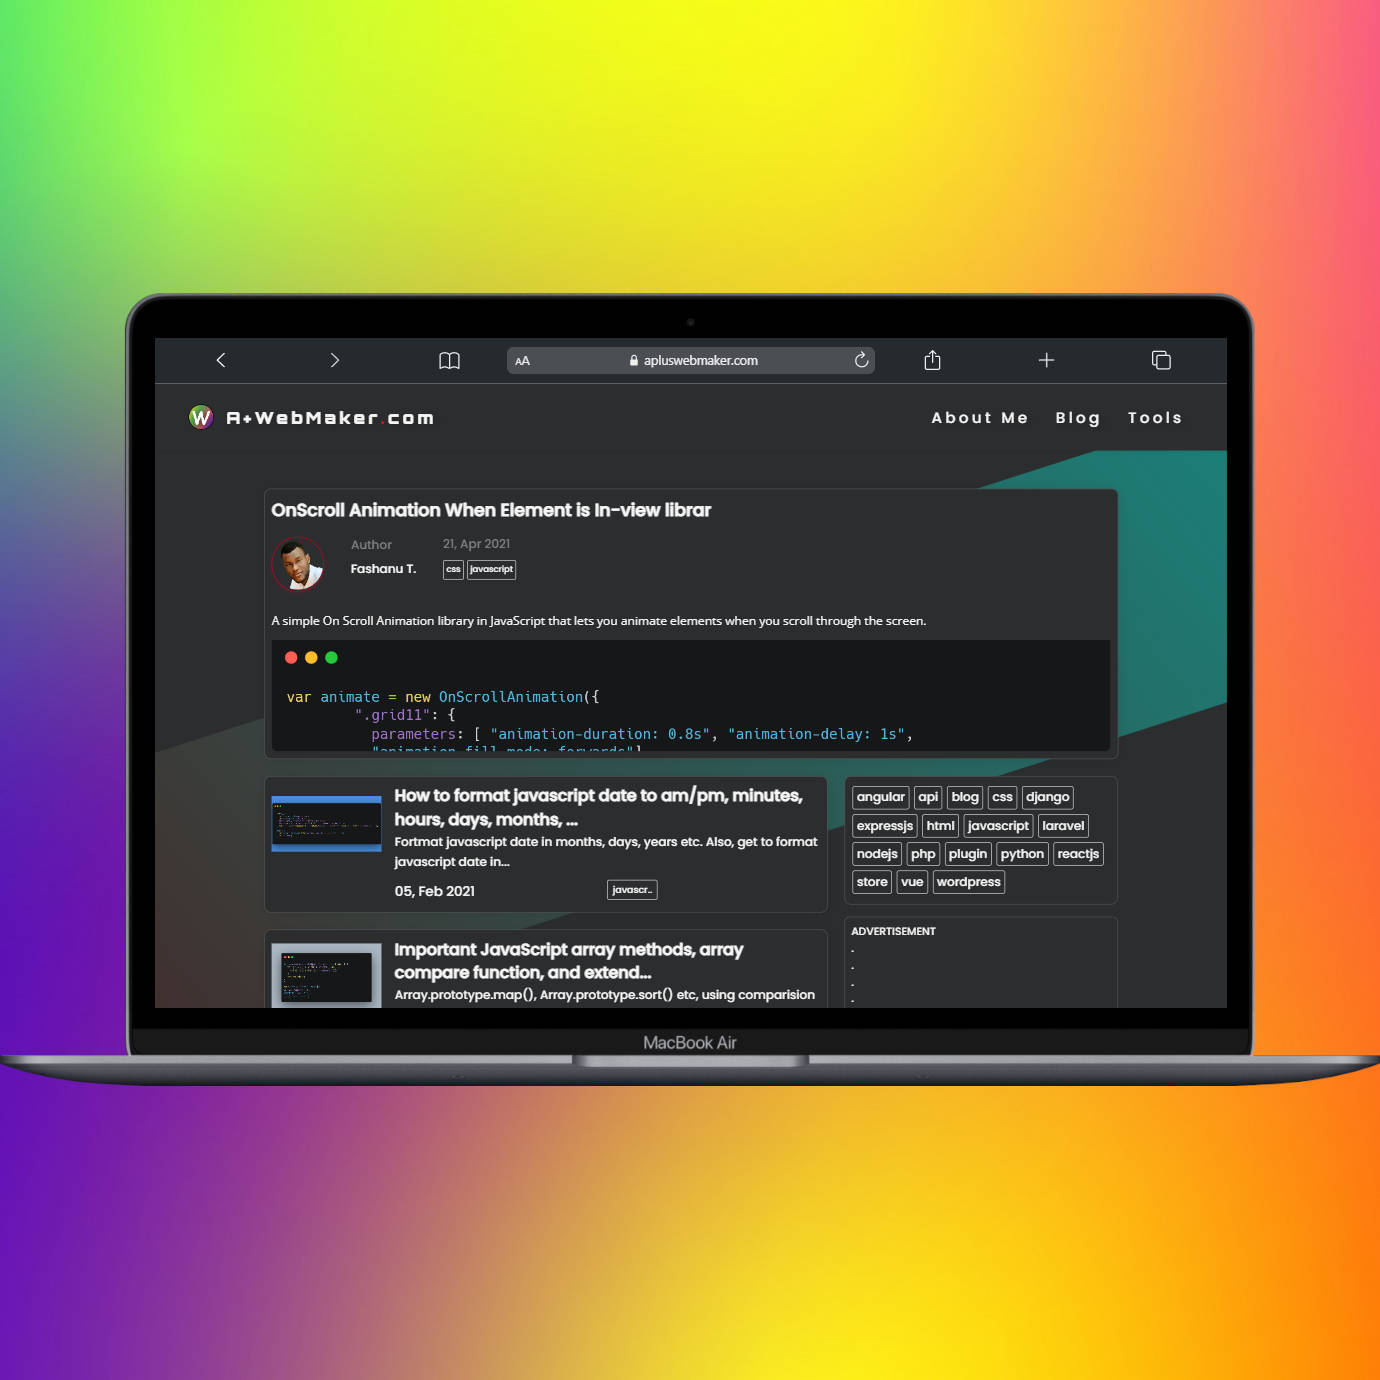 AA apluswebmaker.com
W A+WebMaker.com
About Me Blog Tools
OnScroll Animation When Element is In-view librar
Author
21, Apr 2021
Fashanu T.
css javascript
A simple On Scroll Animation library in JavaScript that lets you animate elements when you scroll through the screen.
var animate = new OnScrollAnimation({
".grid11": {
parameters: [ "animation-duration: 0.8s", "animation-delay: 1s",
"animation-fill-mode: forwards"]
How to format javascript date to am/pm, minutes,
hours, days, months, ...
Fortmat javascript date in months, days, years etc. Also, get to format
javascript date in...
05, Feb 2021
javascr..
Important JavaScript array methods, array
compare function, and extend...
Array.prototype.map(), Array.prototype.sort() etc, using comparision
angular api blog css django
expressjs html javascript laravel
nodejs php plugin python reactjs
store vue wordpress
ADVERTISEMENT
.
.
.
.
MacBook Air